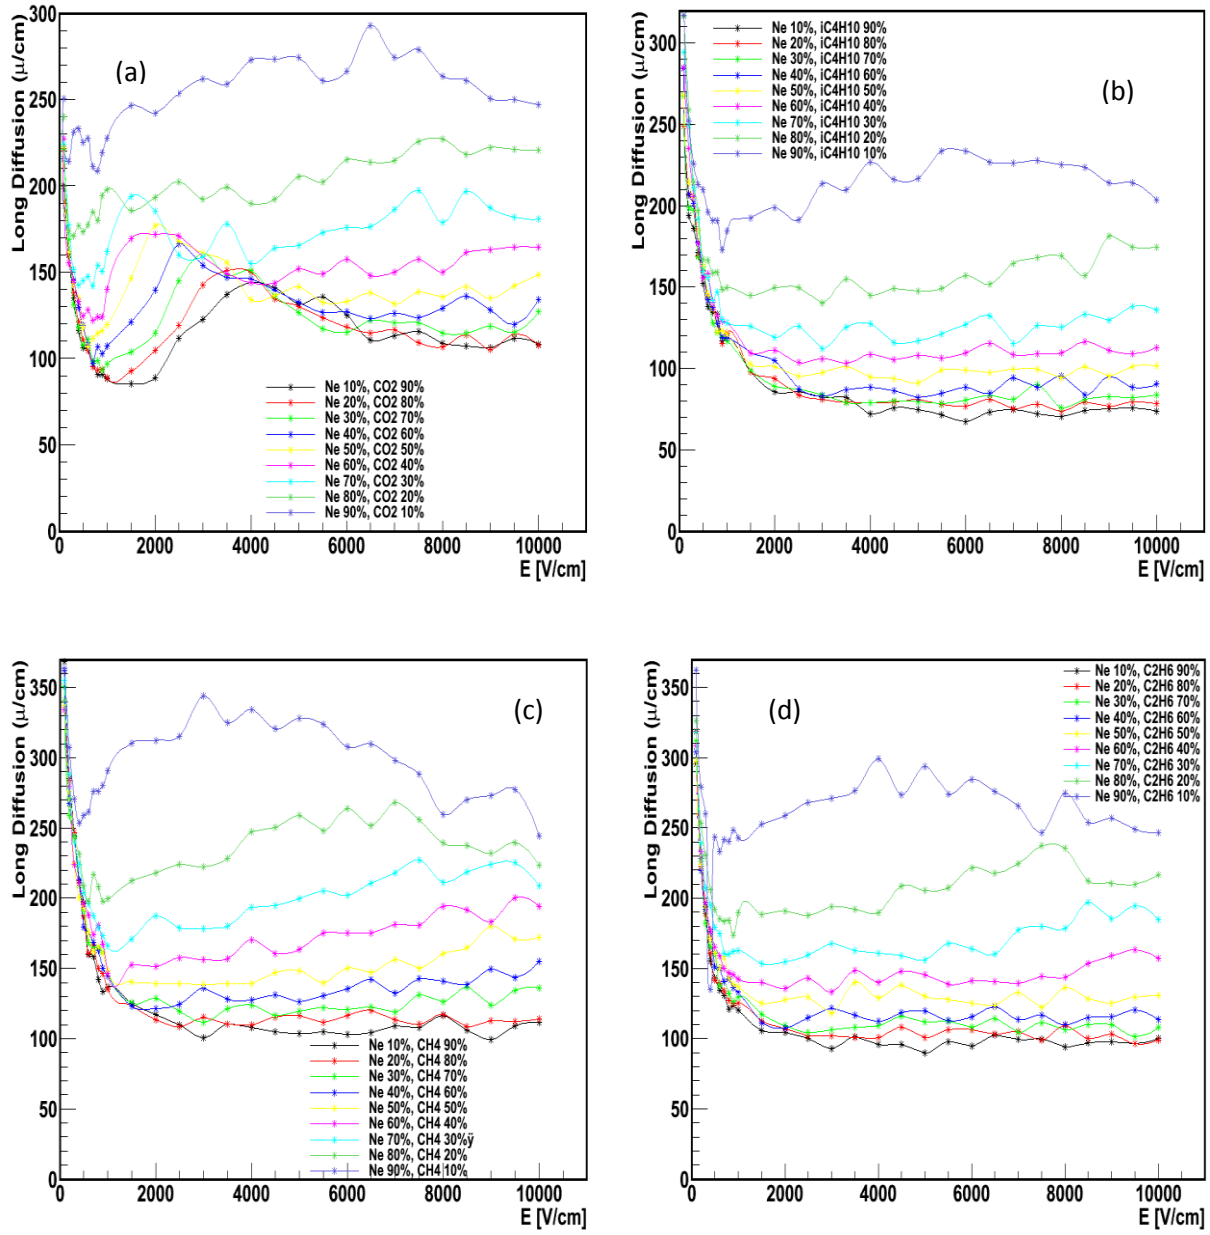 Long Diffusion (μ/cm)
300
250
200
150
100
50
0
(a)
Ne 10%, CO2 90%
Ne 20%, CO2 80%
Ne 30%, CO2 70%
Ne 40%, CO2 60%
Ne 50%, CO2 50%
Ne 60%, CO2 40%
Ne 70%, CO2 30%
Ne 80%, CO2 20%
Ne 90%, CO2 10%
0 2000 4000 6000 8000 10000
E [V/cm]
Long Diffusion (μ/cm)
300
250
200
150
100
50
0
Ne 10%, iC4H10 90%
Ne 20%, iC4H10 80%
Ne 30%, iC4H10 70%
Ne 40%, iC4H10 60%
Ne 50%, iC4H10 50%
Ne 60%, iC4H10 40%
Ne 70%, iC4H10 30%
Ne 80%, iC4H10 20%
Ne 90%, iC4H10 10%
(b)
0 2000 4000 6000 8000 10000
E [V/cm]
Long Diffusion (μ/cm)
350
300
250
200
150
100
50
0
(c)
Ne 10%, CH4 90%
Ne 20%, CH4 80%
Ne 30%, CH4 70%
Ne 40%, CH4 60%
Ne 50%, CH4 50%
Ne 60%, CH4 40%
Ne 70%, CH4 30%ÿ
Ne 80%, CH4 20%
Ne 90%, CH4 10%
0 2000 4000 6000 8000 10000
E [V/cm]
Long Diffusion (μ/cm)
350
300
250
200
150
100
50
0
Ne 10%, C2H6 90%
Ne 20%, C2H6 80%
Ne 30%, C2H6 70%
Ne 40%, C2H6 60%
Ne 50%, C2H6 50%
Ne 60%, C2H6 40%
Ne 70%, C2H6 30%
Ne 80%, C2H6 20%
Ne 90%, C2H6 10%
(d)
0 2000 4000 6000 8000 10000
E [V/cm]